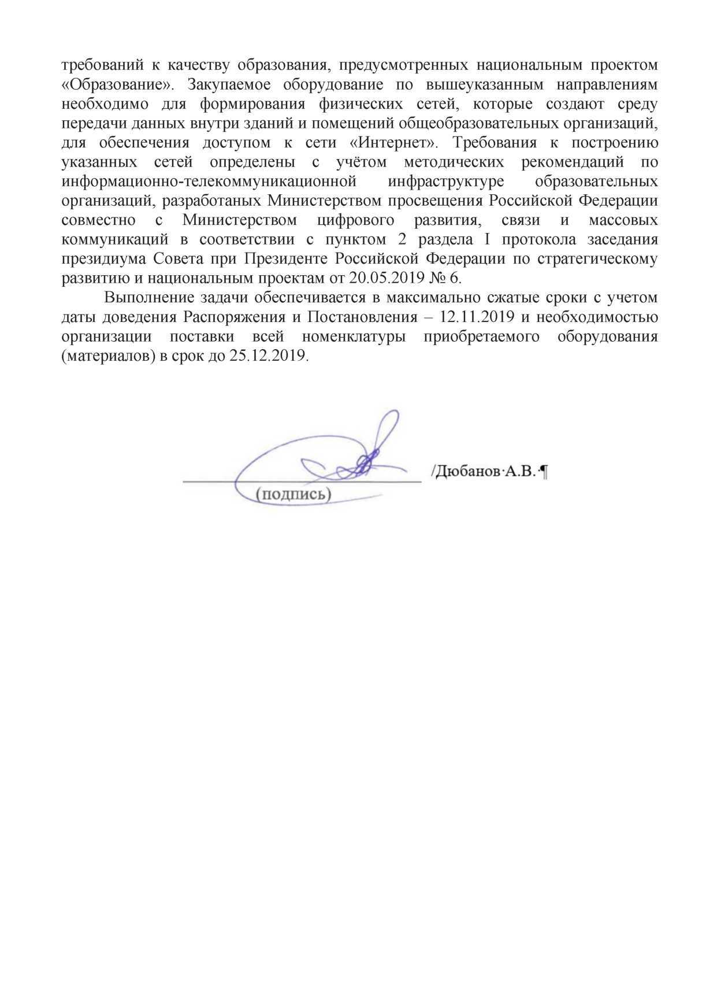 требований к качеству образования, предусмотренных национальным проектом
«Образование». Закупаемое оборудование по вышеуказанным направлениям
необходимо для формирования физических сетей, которые создают среду
передачи данных внутри зданий и помещений общеобразовательных организаций,
для обеспечения доступом к сети «Интернет». Требования к построению
указанных сетей определены с учётом методических рекомендаций по
информационно-телекоммуникационной инфраструктуре образовательных
организаций, разработаных Министерством просвещения Российской Федерации
совместно с Министерством цифрового развития, связи и массовых
коммуникаций в соответствии с пунктом 2 раздела I протокола заседания
президиума Совета при Президенте Российской Федерации по стратегическому
развитию и национальным проектам от 20.05.2019 № 6.
Выполнение задачи обеспечивается в максимально сжатые сроки с учетом
даты доведения Распоряжения и Постановления – 12.11.2019 и необходимостью
организации поставки всей номенклатуры приобретаемого оборудования
(материалов) в срок до 25.12.2019.
/Дюбанов·А.В.·¶
(подпись)